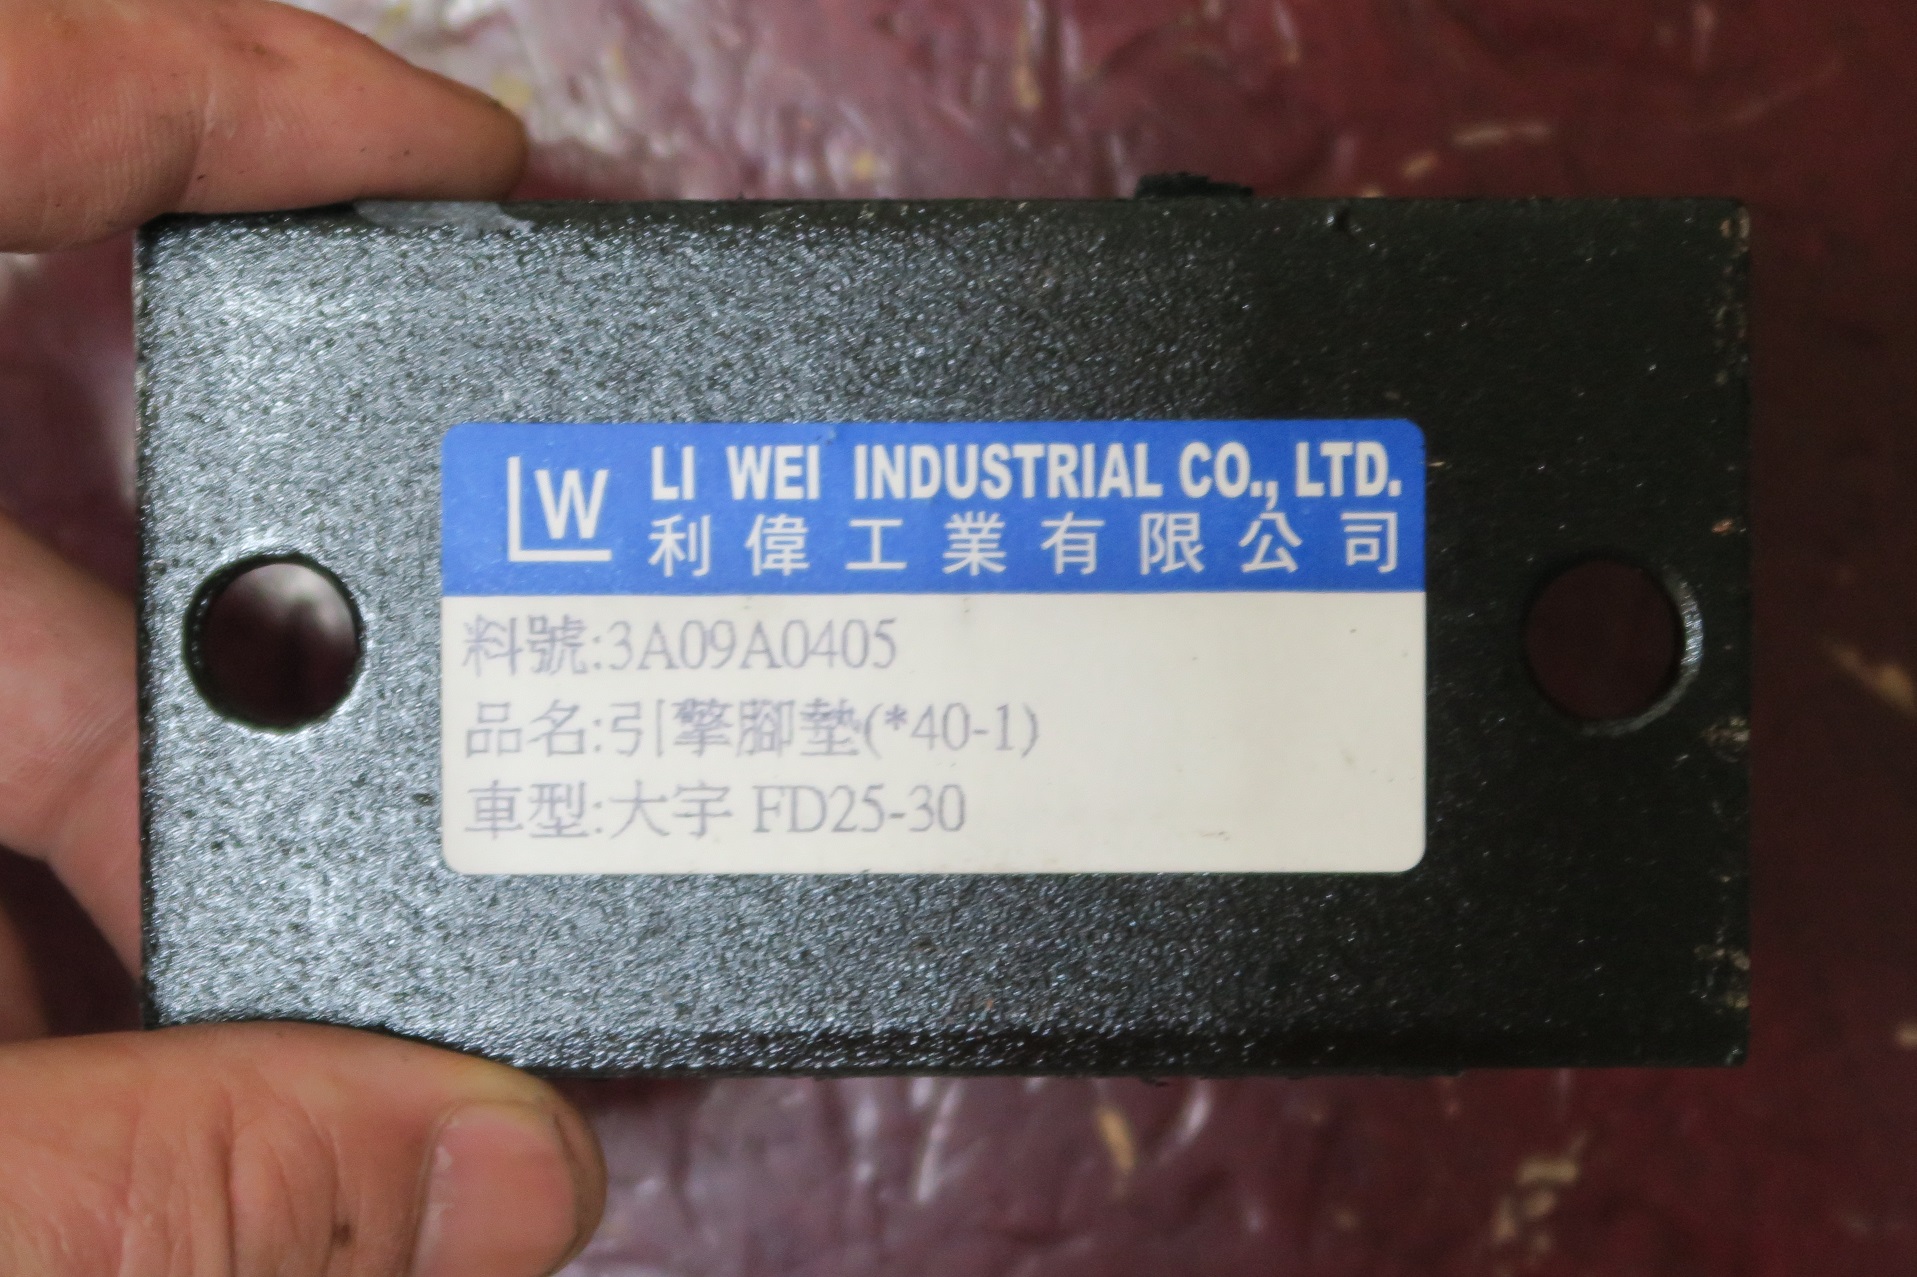 LW
LI WEI INDUSTRIAL CO., LTD.
利偉工業有限公司
料號:3A09A0405
品名:引擎腳墊(*40-1)
車型:大宇 FD25-30